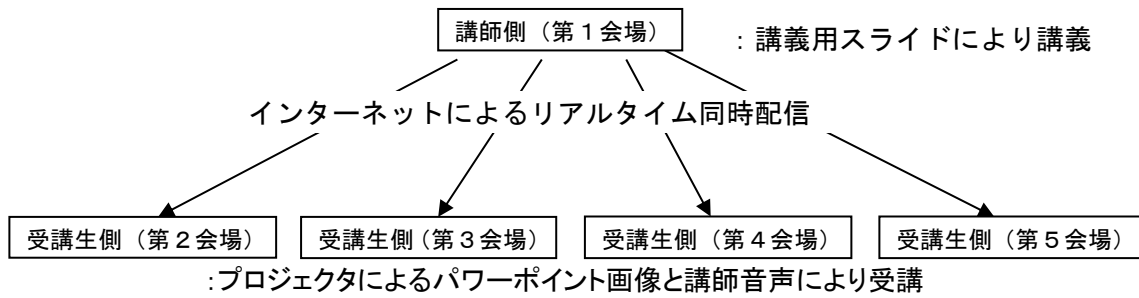 講師側（第１会場）
：講義用スライドにより講義
インターネットによるリアルタイム同時配信
受講生側（第２会場）
受講生側（第３会場）
受講生側（第４会場）
受講生側（第５会場）
：プロジェクタによるパワーポイント画像と講師音声により受講